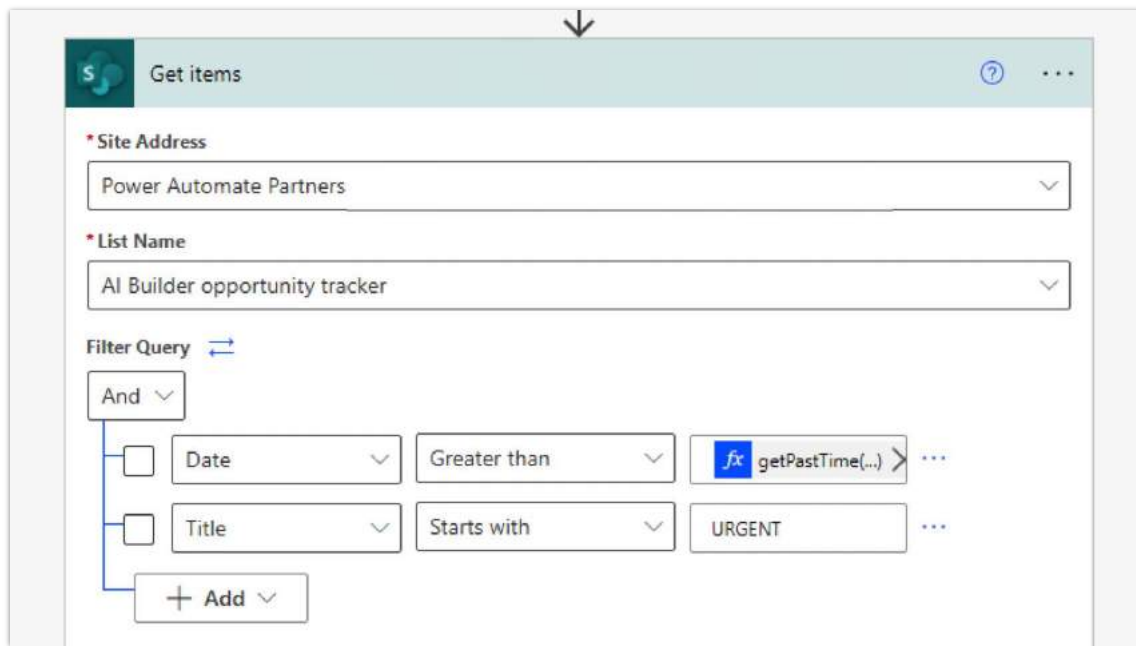 Get items
* Site Address
Power Automate Partners
* List Name
AI Builder opportunity tracker
Filter Query
And
Date Greater than fx getPastTime(...)
Title Starts with URGENT
+ Add